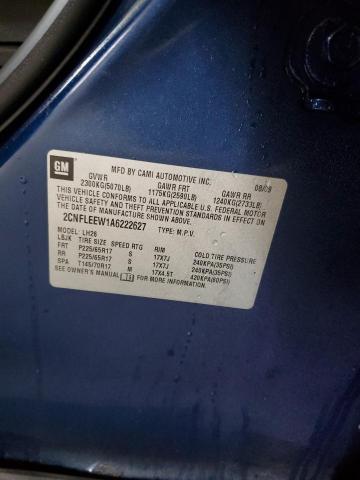 GM
MFD BY CAMI AUTOMOTIVE INC. 08/09
GVWR GAWR FRT GAWR RR
2300KG(5070LB) 1175KG(2590LB) 1240KG(2733LB)
THIS VEHICLE CONFORMS TO ALL APPLICABLE U.S. FEDERAL MOTOR
VEHICLE SAFETY AND THEFT PREVENTION STANDARDS IN EFFECT ON THE
DATE OF MANUFACTURE SHOWN ABOVE.
2CNFLEEW1A6222627 TYPE: M.P.V.
MODEL: LH26
LBJK TIRE SIZE SPEED RTG RIM COLD TIRE PRESSURE
FRT P225/65R17 S 17X7J 240KPA(35PSI)
RR P225/65R17 S 17X7J 240KPA(35PSI)
SPA T145/70R17 M 17X4.5T 420KPA(60PSI)
SEE OWNER'S MANUAL FOR MORE INFORMATION.